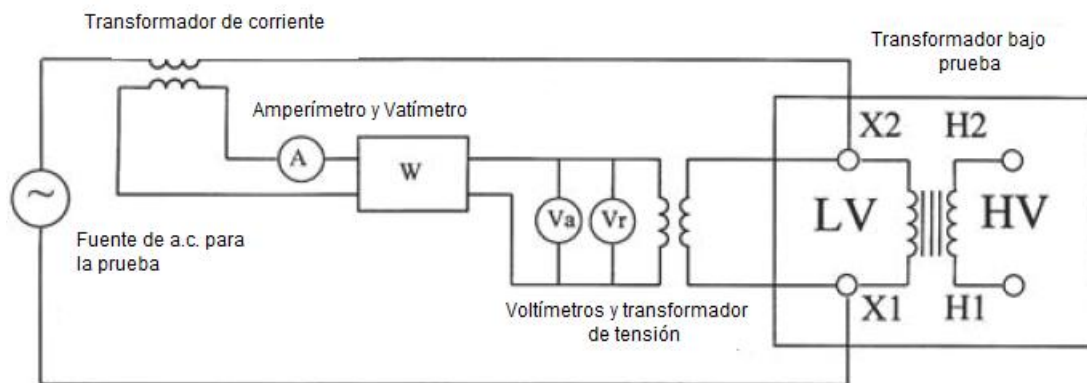 Transformador de corriente
Transformador bajo
prueba
Amperímetro y Vatímetro
X2
H2
A
W
Va
Vr
LV
HV
Fuente de a.c. para
la prueba
X1
H1
Voltímetros y transformador
de tensión